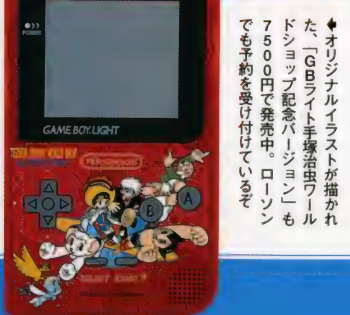 ↖オリジナルイラストが描かれ
た、「GBライト手塚治虫ワール
ドショップ記念バージョン」も
7500円で発売中。ローソン
でも予約を受け付けているぞ
POWER
GAME BOY LIGHT
Nintendo
B
A
SELECT START